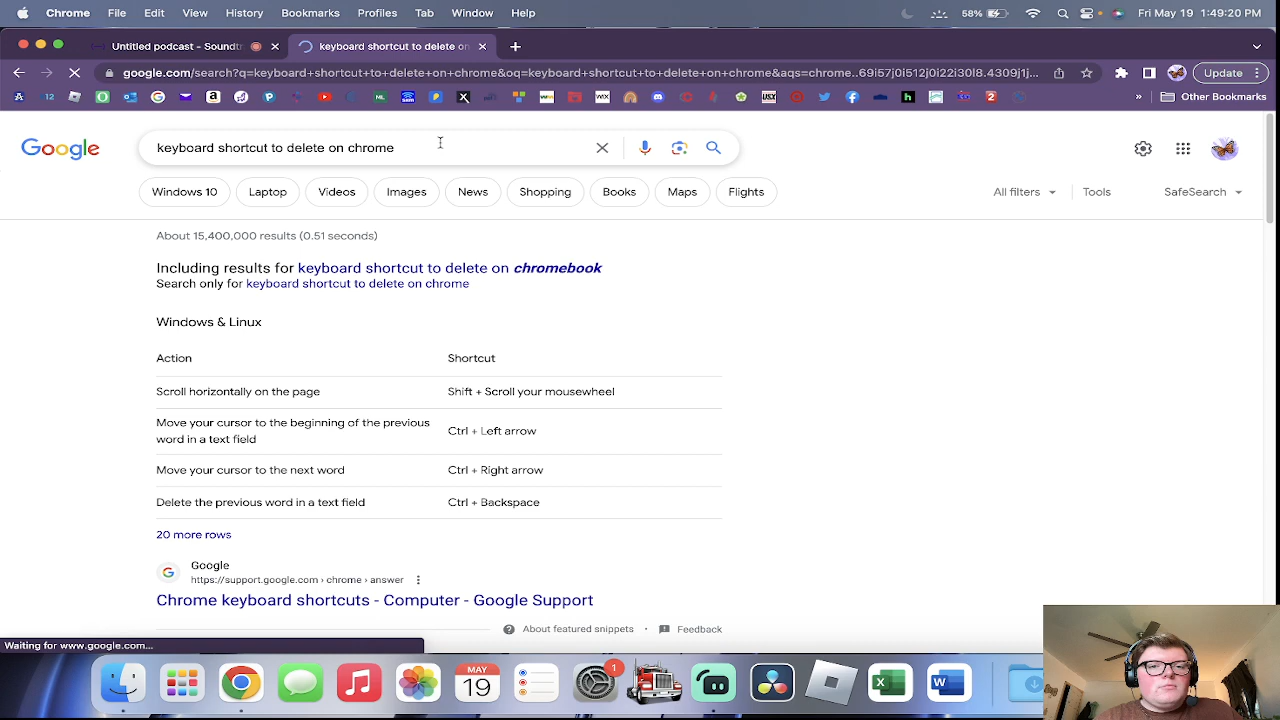 Chrome File Edit View History Bookmarks Profiles Tab Window Help 58% Fri May 19 1:49:20 PM
Untitled podcast - Soundtr keyboard shortcut to delete on
google.com/search?q=keyboard+shortcut+to+delete+on+chrome&oq=keyboard+shortcut+to+delete+on+chrome&aqs=chrome..69i57j0i512j0i22i30l8.4309j1j... Update
12 Other Bookmarks
Google keyboard shortcut to delete on chrome
Windows 10 Laptop Videos Images News Shopping Books Maps Flights All filters Tools SafeSearch
About 15,400,000 results (0.51 seconds)
Including results for keyboard shortcut to delete on chromebook
Search only for keyboard shortcut to delete on chrome
Windows & Linux
Action Shortcut
Scroll horizontally on the page Shift + Scroll your mousewheel
Move your cursor to the beginning of the previous
word in a text field Ctrl + Left arrow
Move your cursor to the next word Ctrl + Right arrow
Delete the previous word in a text field Ctrl + Backspace
20 more rows
Google
https://support.google.com › chrome › answer
Chrome keyboard shortcuts - Computer - Google Support
About featured snippets Feedback
Waiting for www.google.com...
MAY
19
1